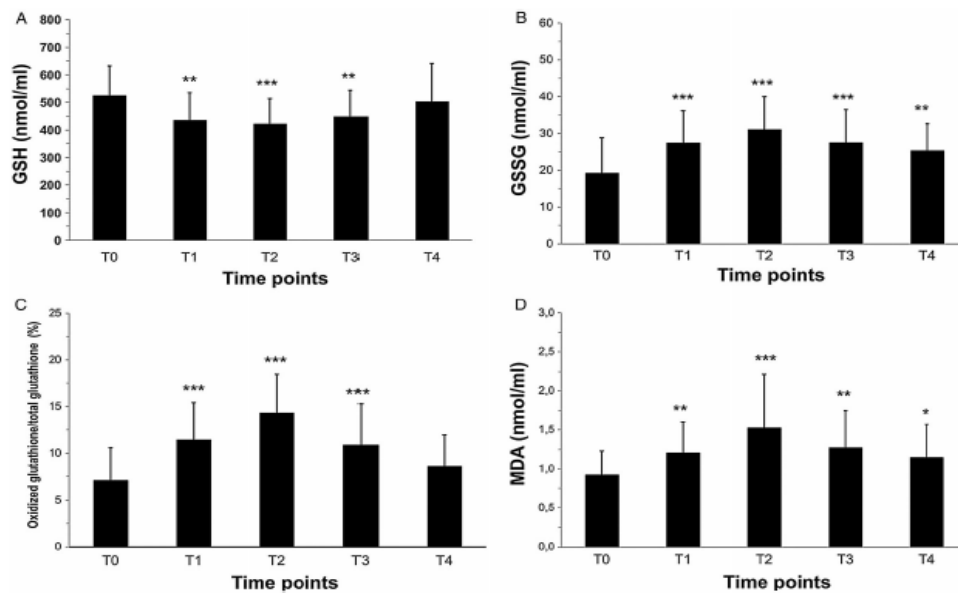 A
GSH (nmol/ml)
800
700
600
500
400
300
200
100
0
** *** **
T0 T1 T2 T3 T4
Time points
B
GSSG (nmol/ml)
60
50
40
30
20
10
0
*** *** *** **
T0 T1 T2 T3 T4
Time points
C
Oxidized glutathione/total glutathione (%)
25
20
15
10
5
0
*** *** ***
T0 T1 T2 T3 T4
Time points
D
MDA (nmol/ml)
3,0
2,5
2,0
1,5
1,0
0,5
0,0
** *** ** *
T0 T1 T2 T3 T4
Time points